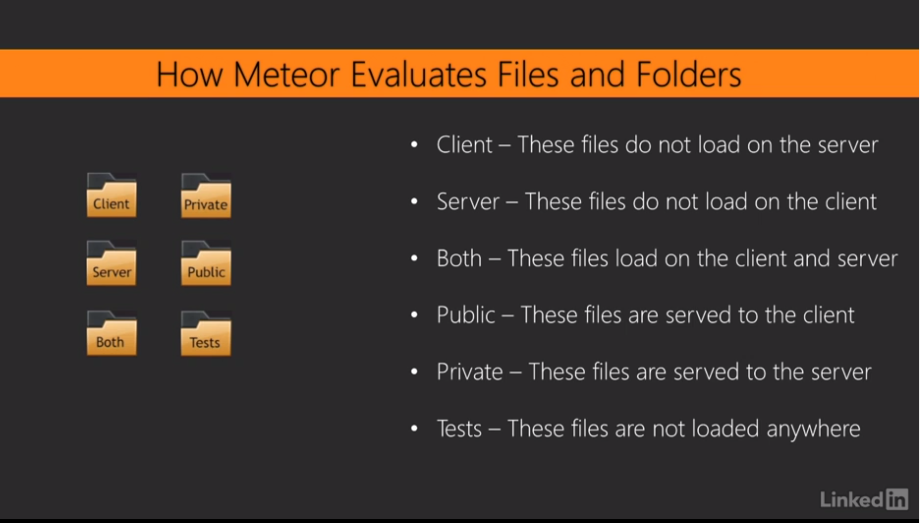 How Meteor Evaluates Files and Folders
Client
Private
Server
Public
Both
Tests
• Client – These files do not load on the server
• Server – These files do not load on the client
• Both – These files load on the client and server
• Public – These files are served to the client
• Private – These files are served to the server
• Tests – These files are not loaded anywhere
Linked in